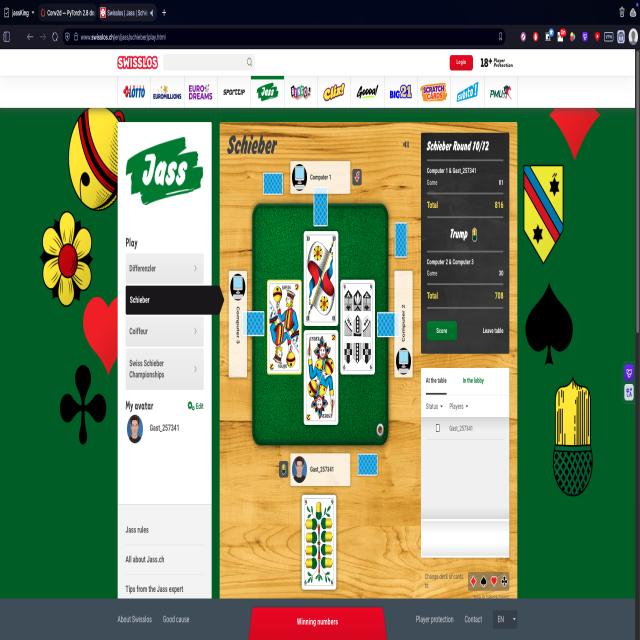 JassKing
Conv2d — PyTorch 2.8 do
Swisslos | Jass | Schi
www.swisslos.ch/en/jass/schieber/play.html
SWISSLOS
Login
18+ Player Protection
LOTTO
EUROMILLIONS
EURO DREAMS
SPORTTIP
Jass
Clix!
BIG 21
SCRATCH CARDS
PMU
Jass
Play
Differenzler
Schieber
Coiffeur
Swiss Schieber
Championships
My avatar
Edit
Gast_257341
Jass rules
All about Jass.ch
Tips from the Jass expert
Schieber
Computer 1
Computer 3
Computer 2
Gast_257341
Schieber Round 10/12
Computer 1 & Gast_257341
Game 81
Total 816
Trump
Computer 2 & Computer 3
Game 30
Total 708
Score
Leave table
At the table
In the lobby
Status
Players
Gast_257341
Change deck of cards
to:
About Swisslos
Good cause
Winning numbers
Player protection
Contact
EN